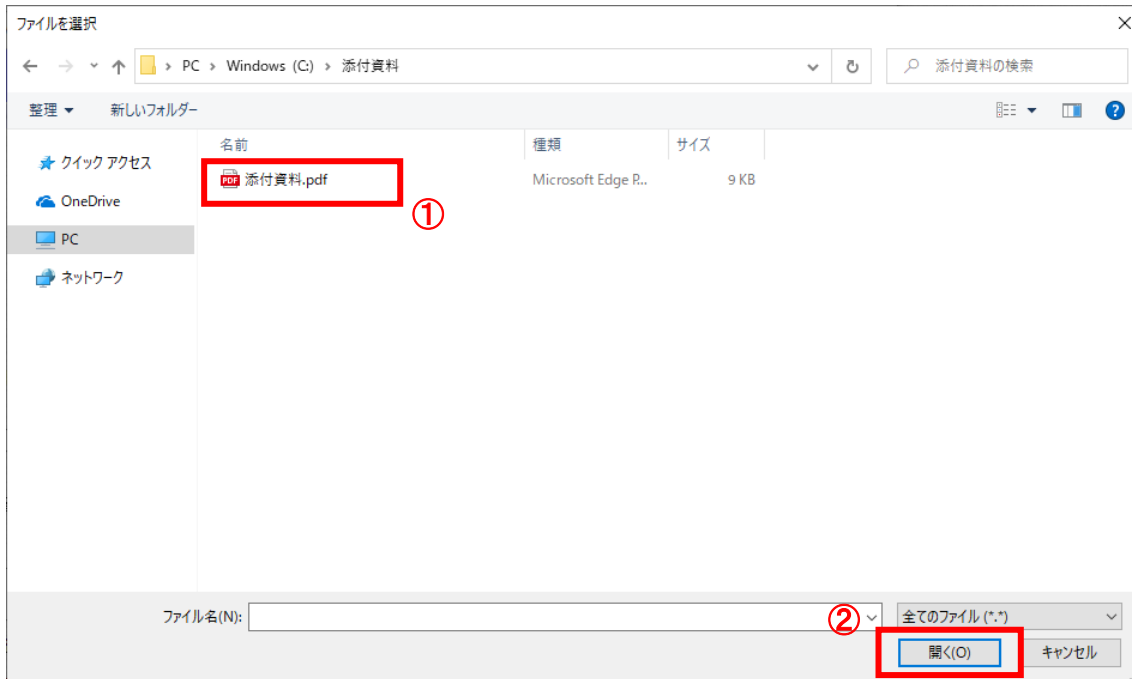 ファイルを選択
PC › Windows (C:) › 添付資料
添付資料の検索
整理
新しいフォルダー
名前
種類
サイズ
クイック アクセス
添付資料.pdf
Microsoft Edge P...
9 KB
①
OneDrive
PC
ネットワーク
ファイル名(N):
②
全てのファイル (*.*)
開く(O)
キャンセル